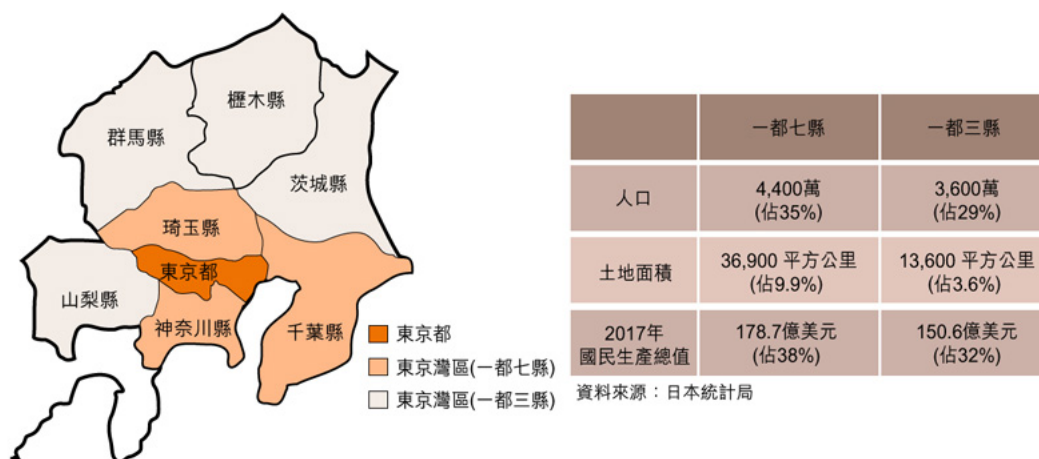 櫪木縣
群馬縣
茨城縣
琦玉縣
東京都
山梨縣
神奈川縣
千葉縣
東京都
東京灣區(一都七縣)
東京灣區(一都三縣)
一都七縣 一都三縣
人口 4,400萬 (佔35%) 3,600萬 (佔29%)
土地面積 36,900 平方公里 (佔9.9%) 13,600 平方公里 (佔3.6%)
2017年 國民生產總值 178.7億美元 (佔38%) 150.6億美元 (佔32%)
資料來源：日本統計局